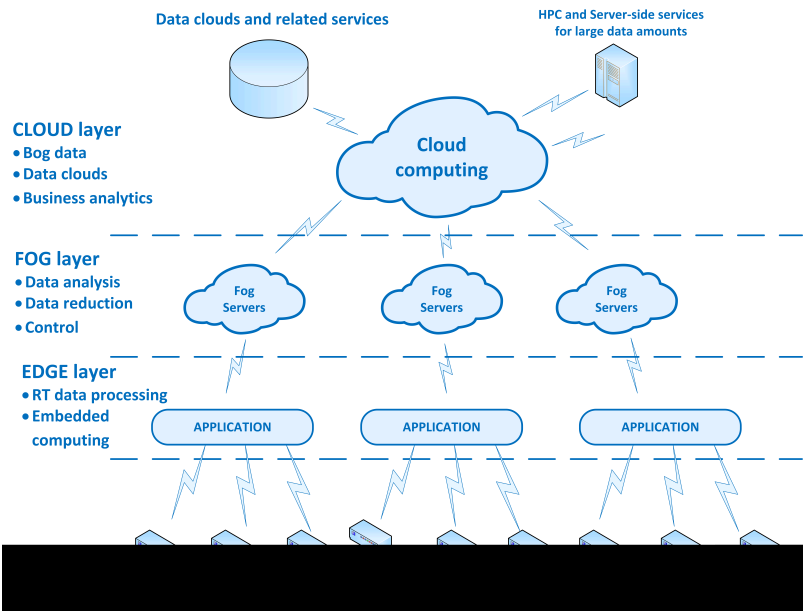 Data clouds and related services
HPC and Server-side services
for large data amounts
CLOUD layer
• Bog data
• Data clouds
• Business analytics
Cloud
computing
FOG layer
• Data analysis
• Data reduction
• Control
Fog
Servers
Fog
Servers
Fog
Servers
EDGE layer
• RT data processing
• Embedded
computing
APPLICATION
APPLICATION
APPLICATION